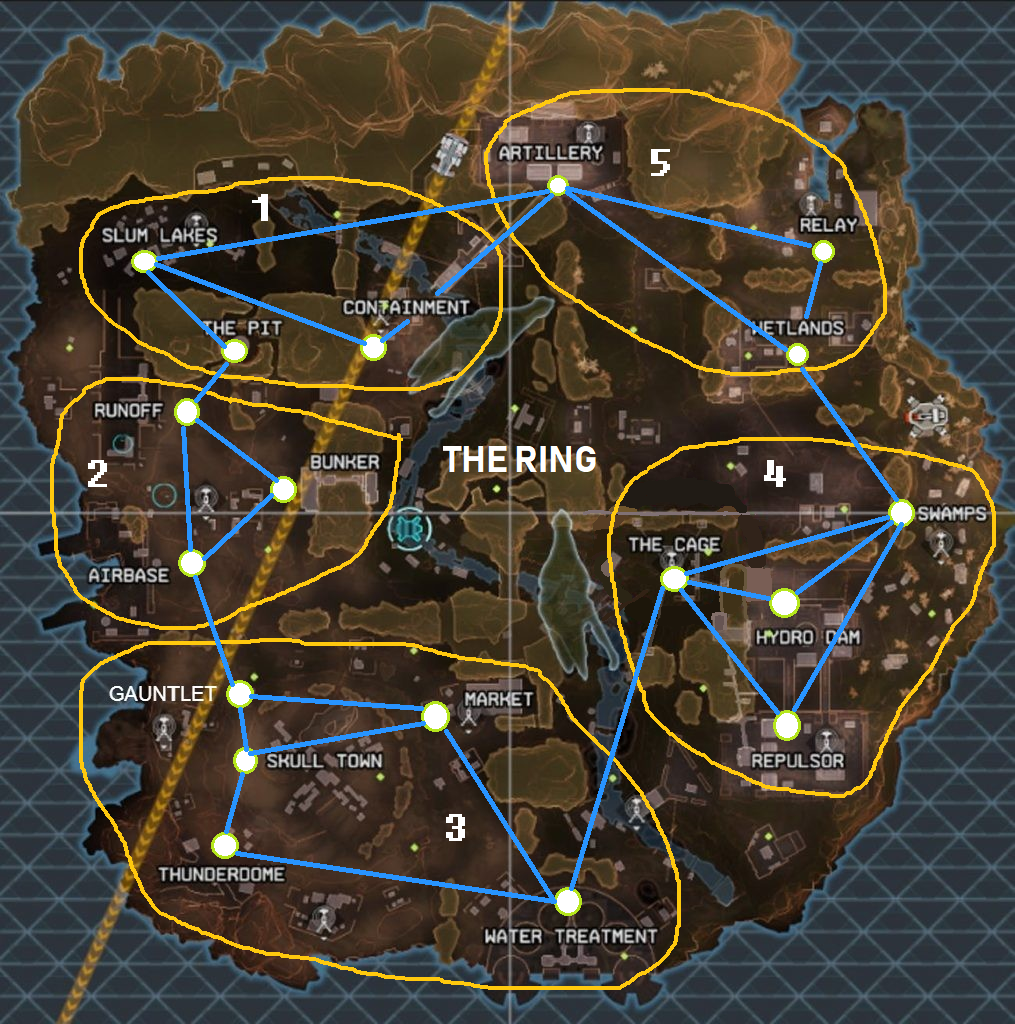 ARTILLERY
5
1
SLUM LAKES
RELAY
CONTAINMENT
THE PIT
WETLANDS
RUNOFF
2
BUNKER
THE RING
4
SWAMPS
THE CAGE
AIRBASE
HYDRO DAM
GAUNTLET
MARKET
SKULL TOWN
REPULSOR
3
THUNDERDOME
WATER TREATMENT